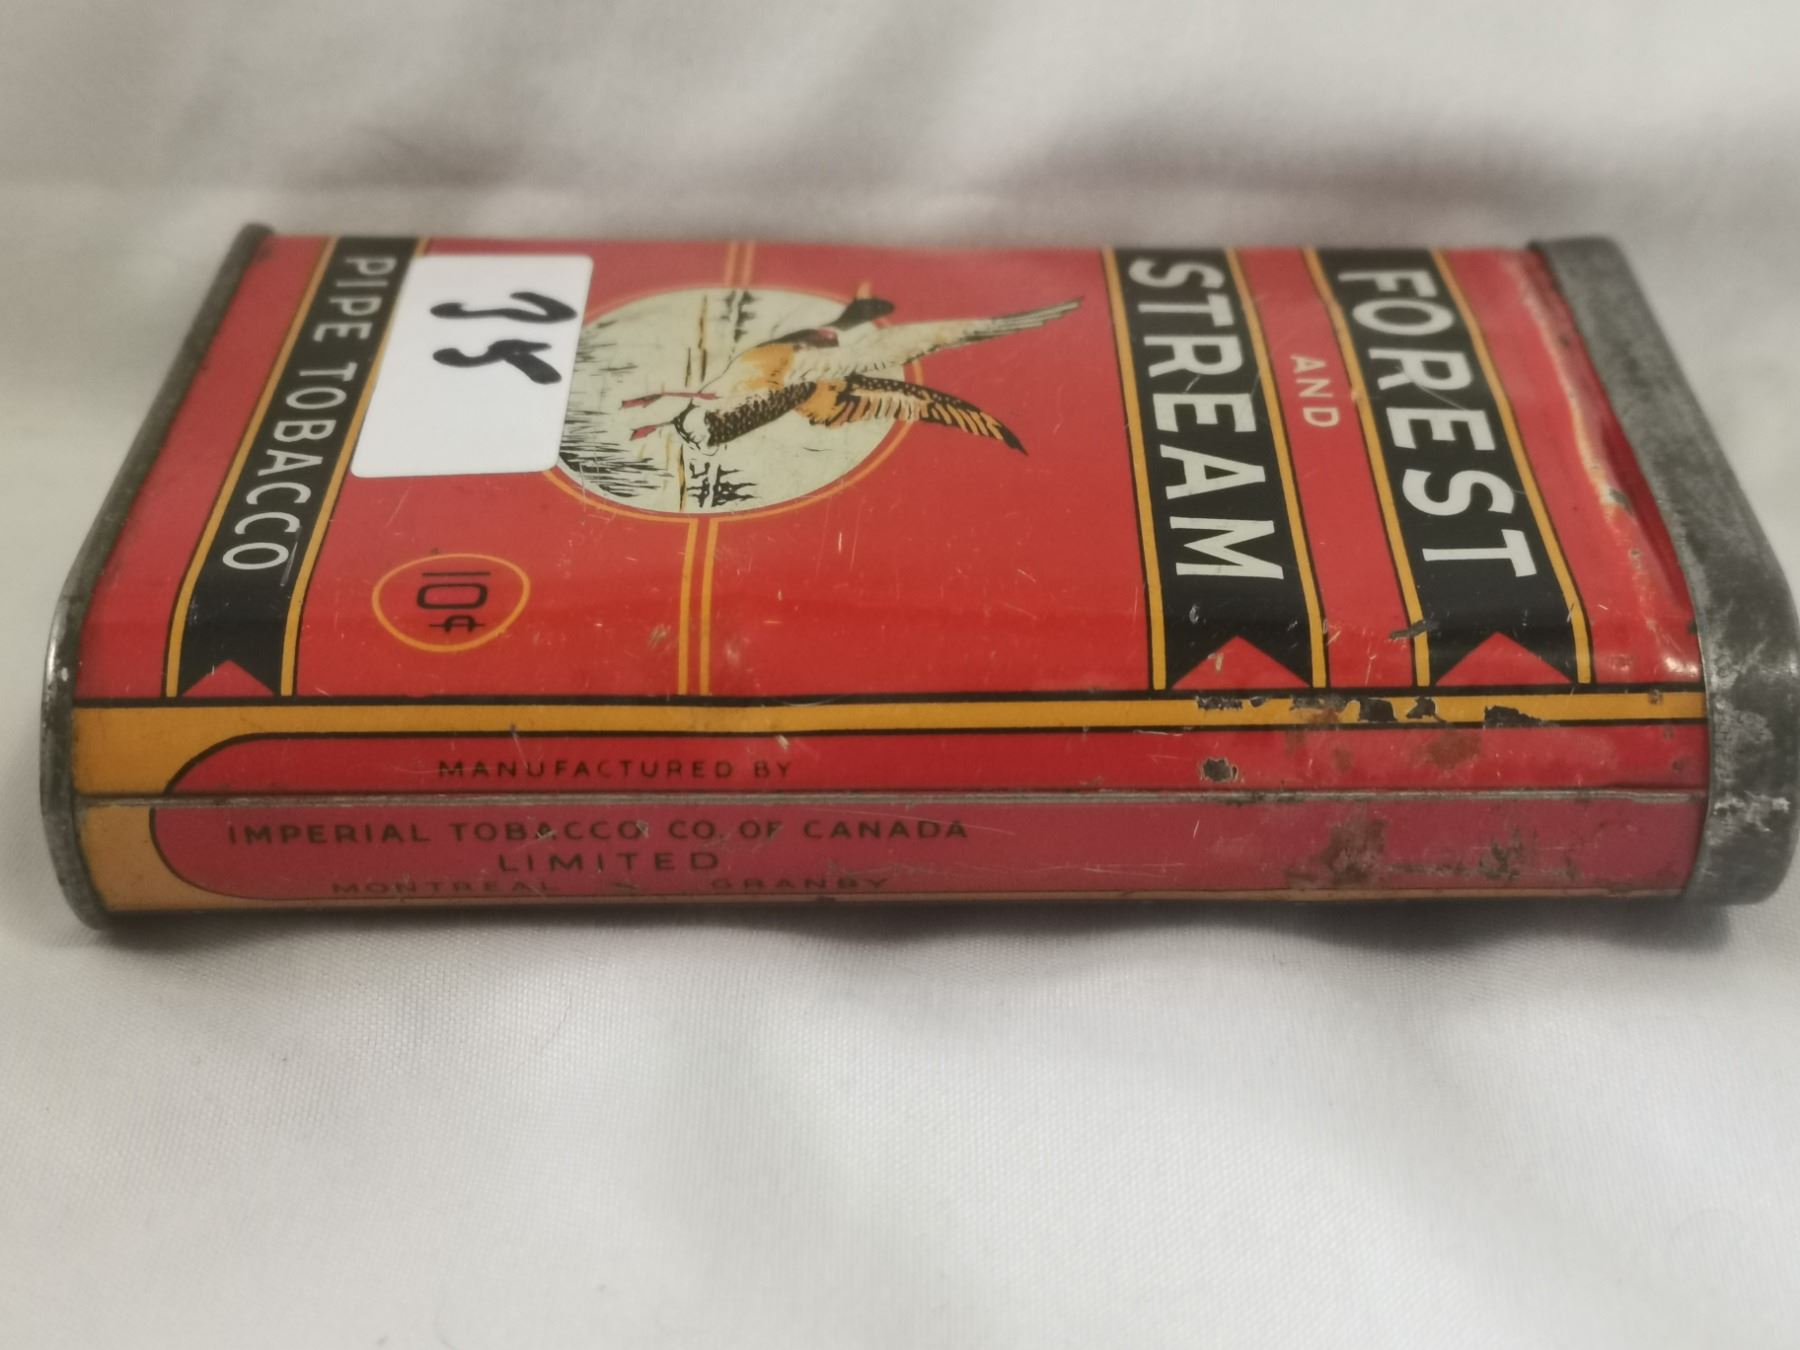 FOREST
AND
STREAM
35
10¢
PIPE TOBACCO
MANUFACTURED BY
IMPERIAL TOBACCO CO. OF CANADA
LIMITED
MONTREAL & GRANBY